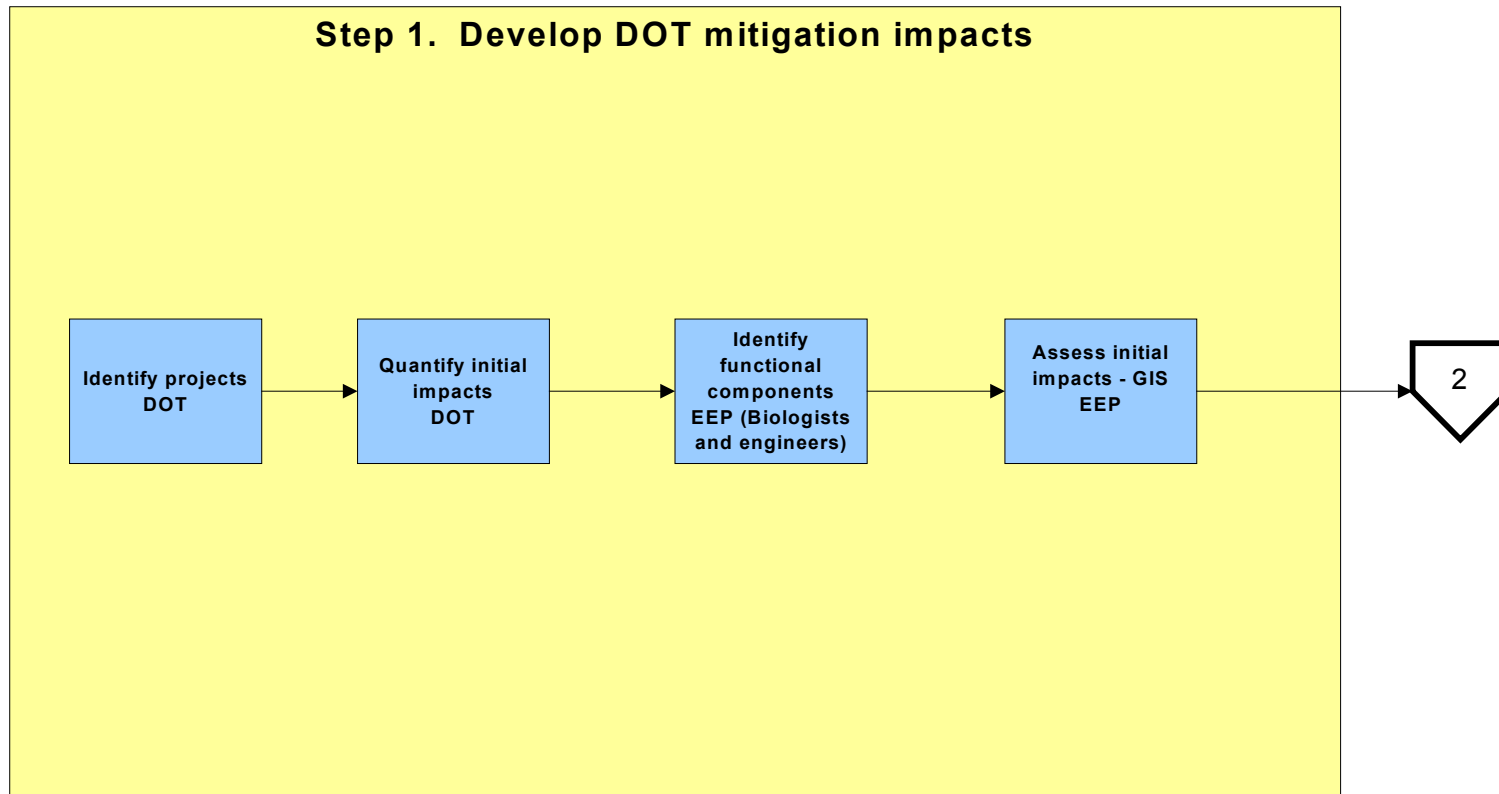 Step 1.  Develop DOT mitigation impacts
Identify projects
DOT
Quantify initial
impacts
DOT
Identify
functional
components
EEP (Biologists
and engineers)
Assess initial
impacts - GIS
EEP
2